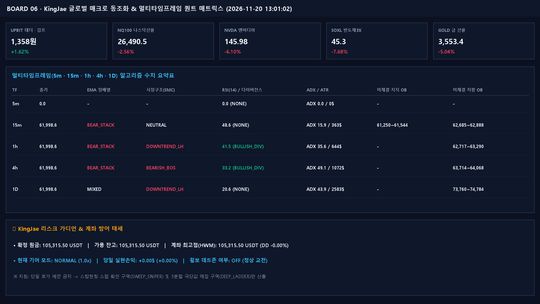 BOARD 06 · KingJae 글로벌 매크로 동조화 & 멀티타임프레임 퀀트 매트릭스 (2026-11-20 13:01:02)
UPBIT 테더 · 김프
1,358원
+1.62%
NQ100 나스닥선물
26,490.5
-2.56%
NVDA 엔비디아
145.98
-4.10%
SOXL 반도체3X
45.3
-7.68%
GOLD 금 선물
3,553.4
-5.04%
멀티타임프레임(5m · 15m · 1h · 4h · 1D) 알고리즘 수치 요약표
TF 종가 EMA 정배열 시장구조(SMC) RSI(14) / 다이버전스 ADX / ATR 미체결 지지 OB 미체결 저항 OB
5m 0.0 - - 0.0 (NONE) ADX 0.0 / 0$ - -
15m 61,998.6 BEAR_STACK NEUTRAL 48.6 (NONE) ADX 15.9 / 363$ 61,250~61,544 62,685~62,888
1h 61,998.6 BEAR_STACK DOWNTREND_LH 41.5 (BULLISH_DIV) ADX 35.6 / 644$ - 62,717~63,290
4h 61,998.6 BEAR_STACK BEARISH_BOS 33.2 (BULLISH_DIV) ADX 49.1 / 1072$ - 63,714~64,068
1D 61,998.6 MIXED DOWNTREND_LH 20.6 (NONE) ADX 43.9 / 2583$ - 73,760~74,784
KingJae 리스크 가디언 & 계좌 방어 태세
• 확정 원금: 105,315.50 USDT | 가용 잔고: 105,315.50 USDT | 계좌 최고점(HWM): 105,315.50 USDT (DD -0.00%)
• 현재 기어 모드: NORMAL (1.0x) | 당일 실현손익: +0.00$ (+0.00%) | 월보 데드존 여부: OFF (정상 교전)